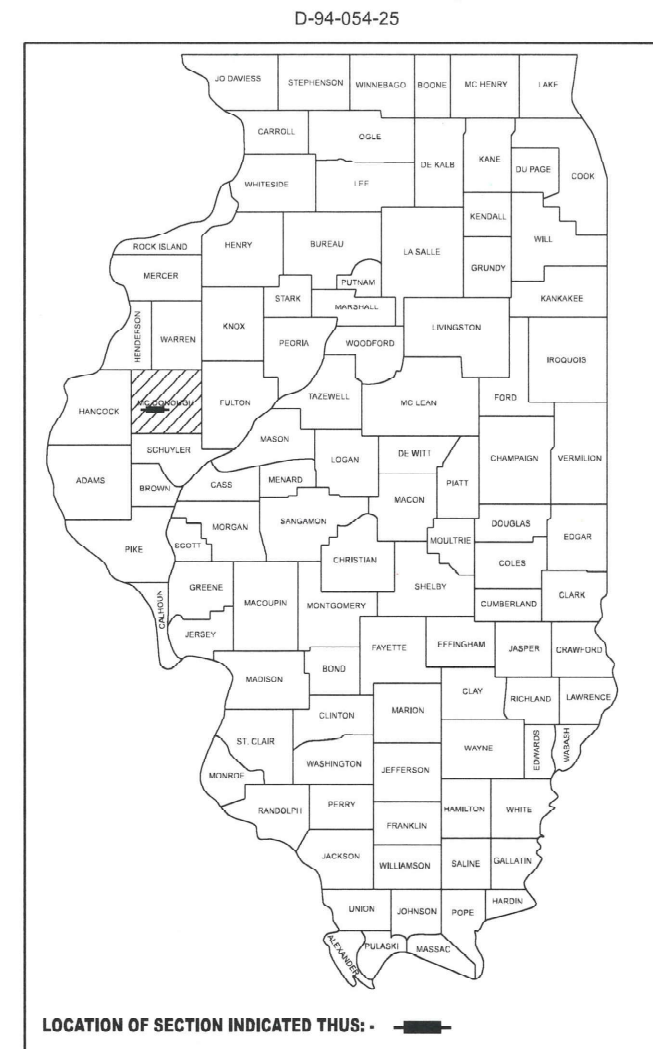 D-94-054-25
JO DAVIESS STEPHENSON WINNEBAGO BOONE MC HENRY LAKE
CARROLL OGLE
DE KALB KANE DU PAGE COOK
WHITESIDE LEE
KENDALL WILL
ROCK ISLAND HENRY BUREAU LA SALLE
MERCER PUTNAM GRUNDY
STARK MARSHALL KANKAKEE
HENDERSON WARREN KNOX PEORIA WOODFORD LIVINGSTON IROQUOIS
HANCOCK MC DONOUGH FULTON TAZEWELL MC LEAN FORD
SCHUYLER MASON LOGAN DE WITT CHAMPAIGN VERMILION
ADAMS BROWN CASS MENARD MACON PIATT
PIKE SCOTT MORGAN SANGAMON CHRISTIAN MOULTRIE DOUGLAS EDGAR
COLES
CALHOUN GREENE MACOUPIN MONTGOMERY SHELBY CUMBERLAND CLARK
JERSEY FAYETTE EFFINGHAM JASPER CRAWFORD
MADISON BOND
CLAY RICHLAND LAWRENCE
CLINTON MARION
ST. CLAIR WASHINGTON WAYNE EDWARDS WABASH
MONROE JEFFERSON
RANDOLPH PERRY HAMILTON WHITE
FRANKLIN
JACKSON WILLIAMSON SALINE GALLATIN
UNION JOHNSON POPE HARDIN
ALEXANDER PULASKI MASSAC
LOCATION OF SECTION INDICATED THUS: -